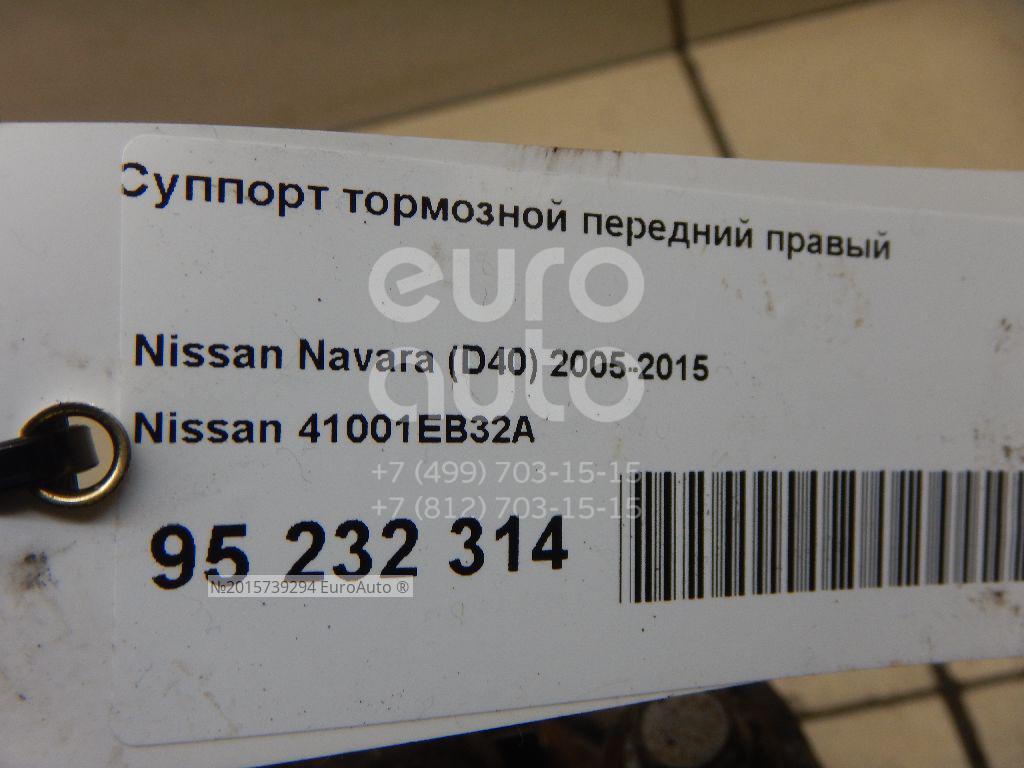 Суппорт тормозной передний правый
euro
auto
Nissan Navara (D40) 2005-2015
Nissan 41001EB32A
+7 (499) 703-15-15
+7 (812) 703-15-15
95 232 314
№2015739294 EuroAuto ®